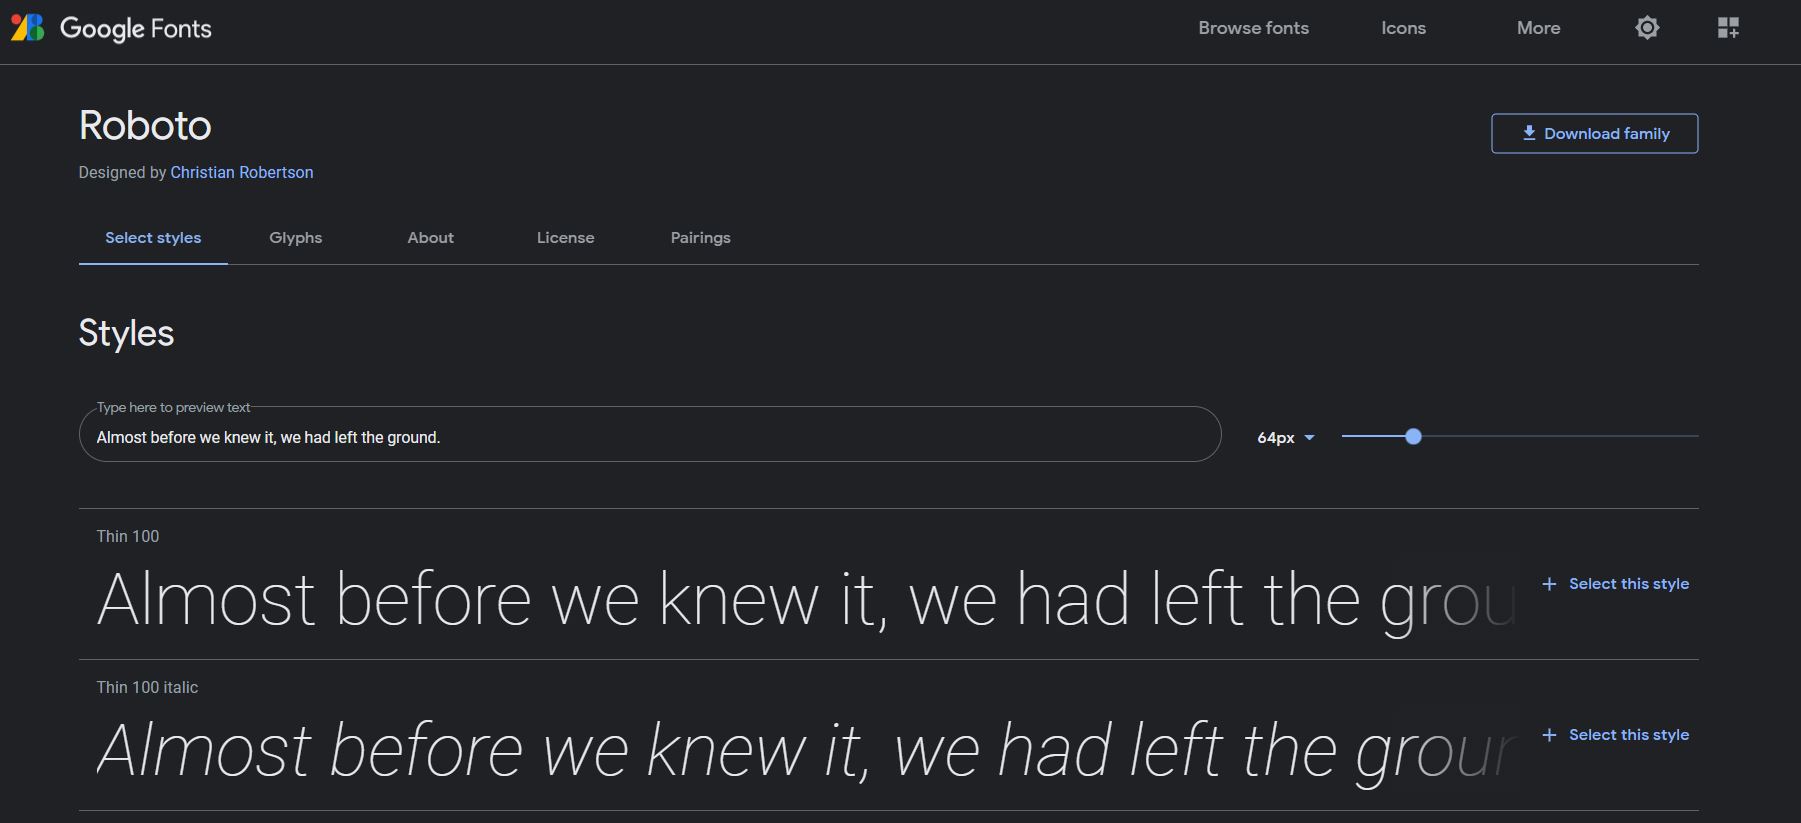 Google Fonts
Browse fonts
Icons
More
Roboto
Download family
Designed by Christian Robertson
Select styles
Glyphs
About
License
Pairings
Styles
Type here to preview text
Almost before we knew it, we had left the ground.
64px
Thin 100
Almost before we knew it, we had left the grou
Select this style
Thin 100 italic
Almost before we knew it, we had left the groun
Select this style